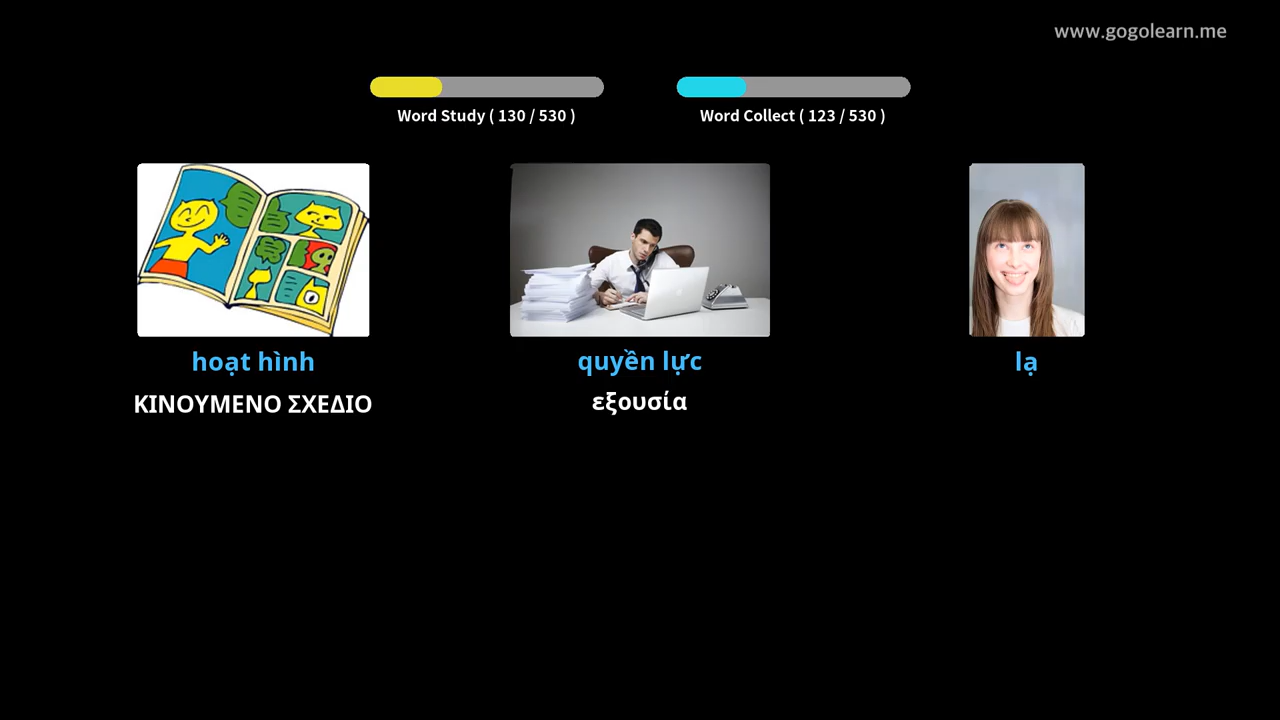 www.gogolearn.me
Word Study ( 130 / 530 )
Word Collect ( 123 / 530 )
hoạt hình
quyền lực
lạ
ΚΙΝΟΥΜΕΝΟ ΣΧΕΔΙΟ
εξουσία